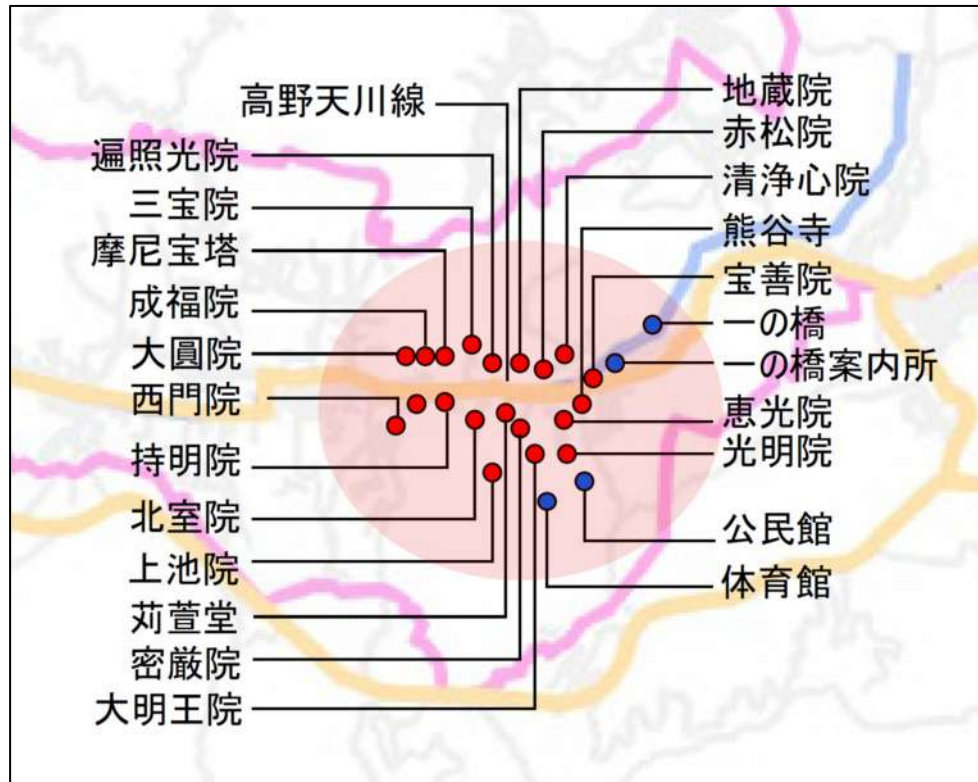 高野天川線
遍照光院
三宝院
摩尼宝塔
成福院
大圓院
西門院
持明院
北室院
上池院
苅萱堂
密厳院
大明王院
地蔵院
赤松院
清浄心院
熊谷寺
宝善院
一の橋
一の橋案内所
恵光院
光明院
公民館
体育館